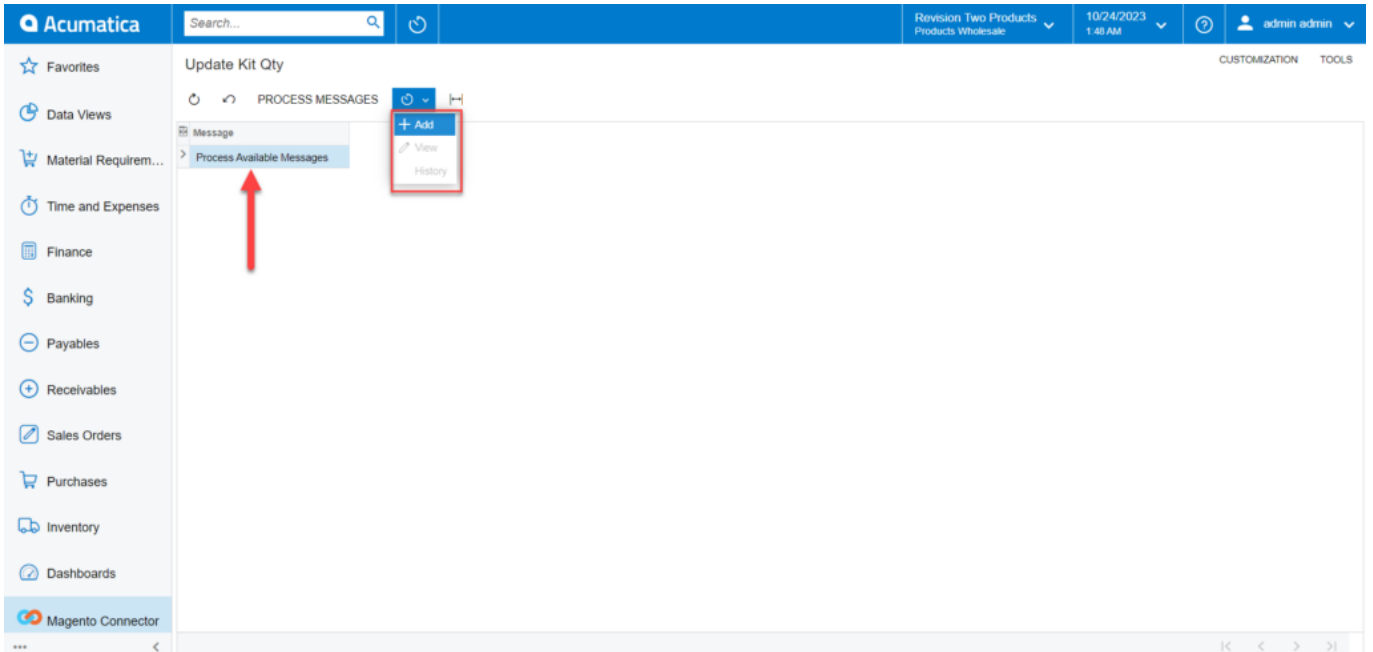 Acumatica
Search...
Revision Two Products
Products Wholesale
10/24/2023
1:48 AM
admin admin
Favorites
Data Views
Material Requirem...
Time and Expenses
Finance
Banking
Payables
Receivables
Sales Orders
Purchases
Inventory
Dashboards
Magento Connector
Update Kit Qty
CUSTOMIZATION TOOLS
PROCESS MESSAGES
Message
Process Available Messages
+ Add
View
History